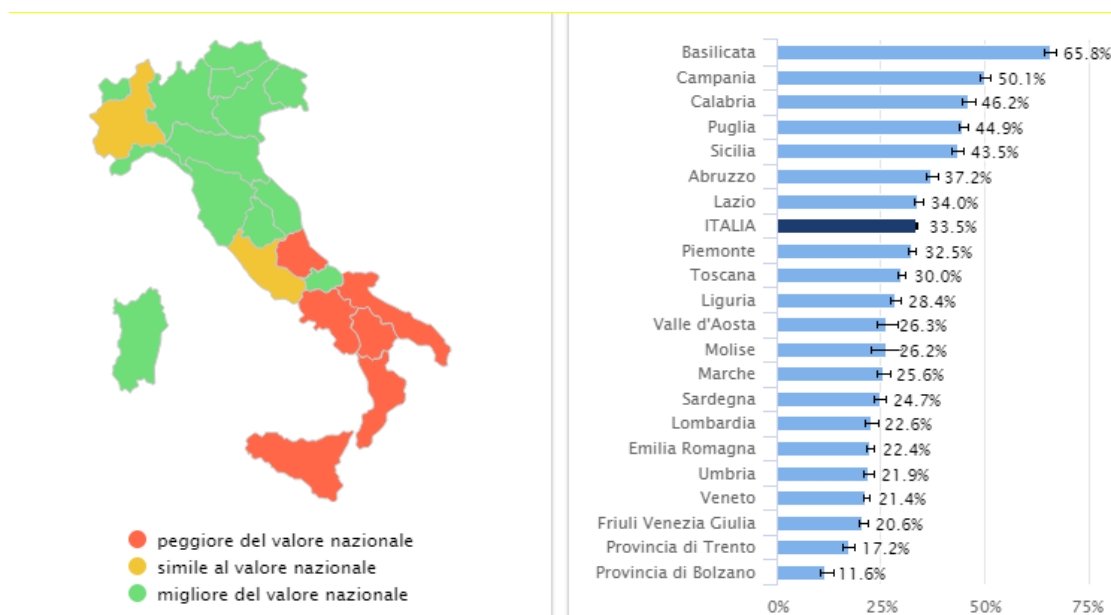 peggiore del valore nazionale
simile al valore nazionale
migliore del valore nazionale
Basilicata 65.8%
Campania 50.1%
Calabria 46.2%
Puglia 44.9%
Sicilia 43.5%
Abruzzo 37.2%
Lazio 34.0%
ITALIA 33.5%
Piemonte 32.5%
Toscana 30.0%
Liguria 28.4%
Valle d'Aosta 26.3%
Molise 26.2%
Marche 25.6%
Sardegna 24.7%
Lombardia 22.6%
Emilia Romagna 22.4%
Umbria 21.9%
Veneto 21.4%
Friuli Venezia Giulia 20.6%
Provincia di Trento 17.2%
Provincia di Bolzano 11.6%
0% 25% 50% 75%